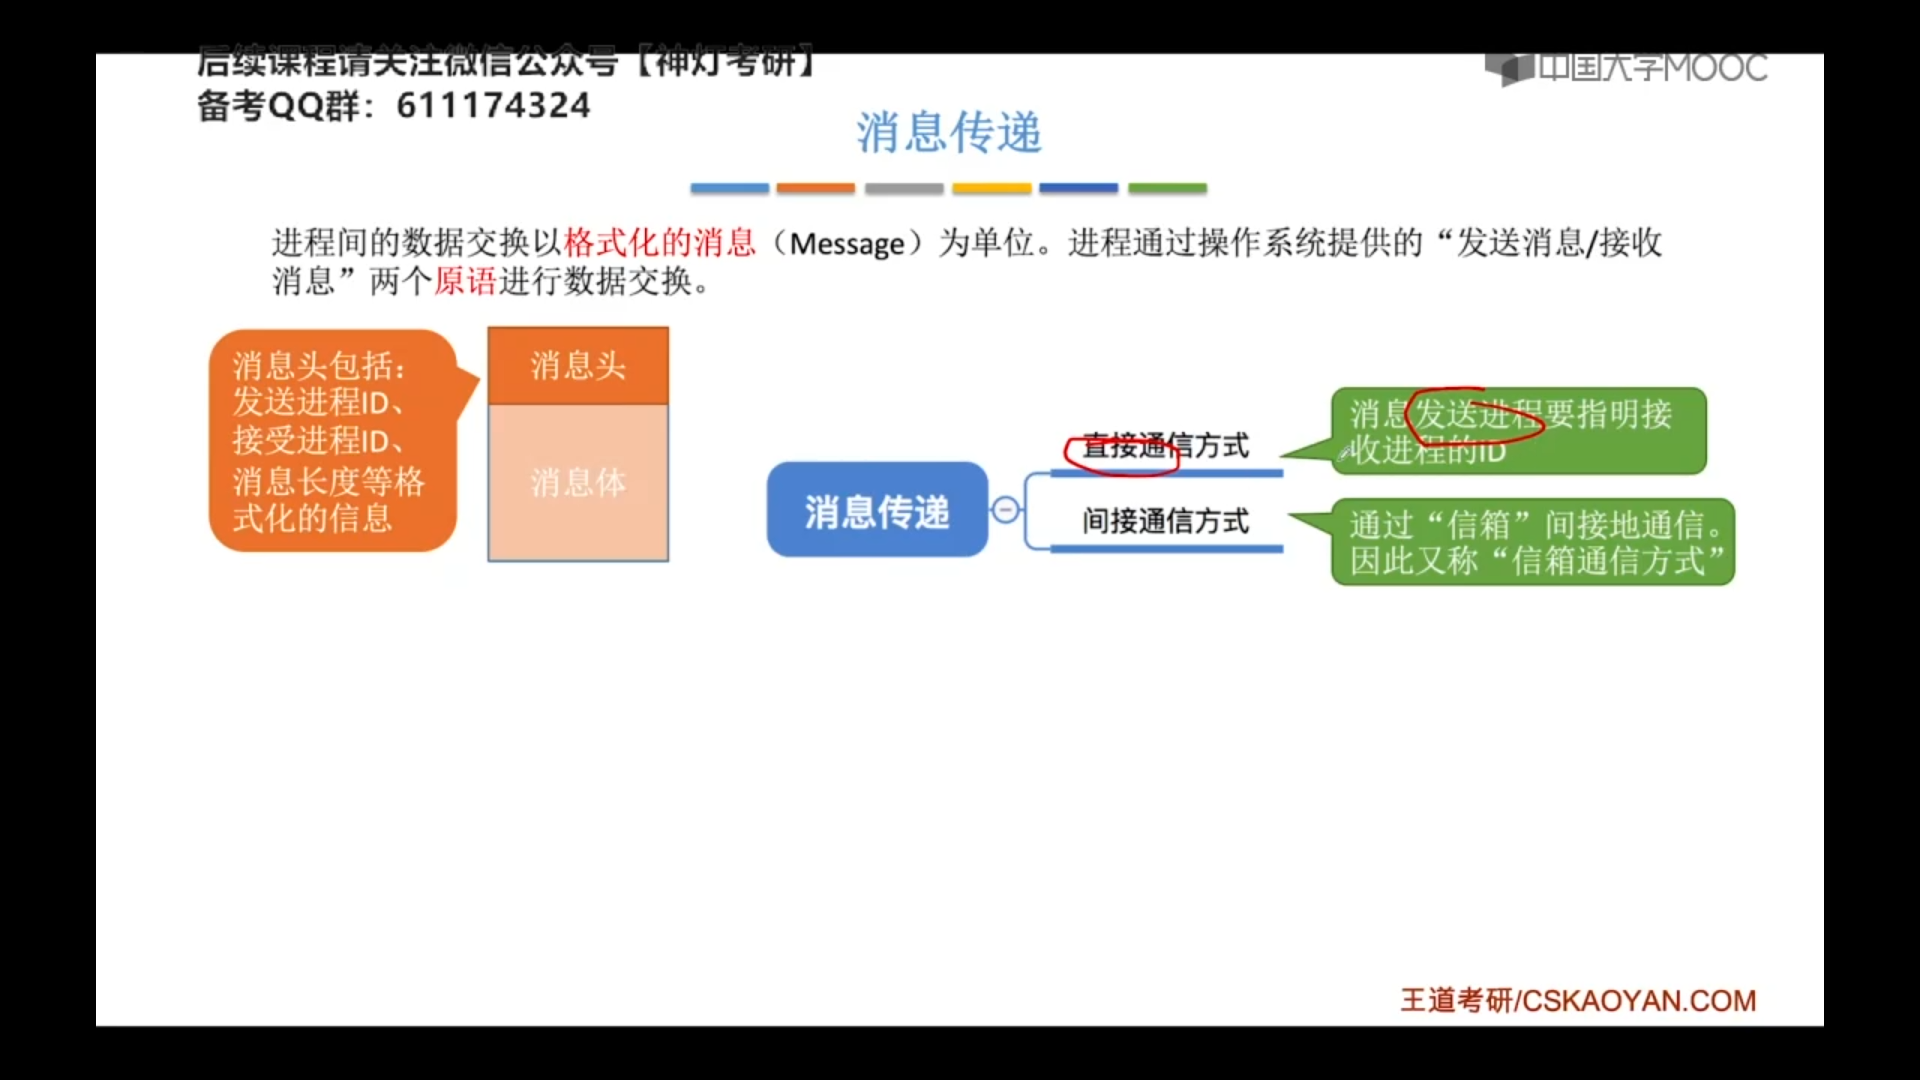 后续课程请关注微信公众号【神灯考研】
备考QQ群：611174324
中国大学MOOC
消息传递
进程间的数据交换以格式化的消息（Message）为单位。进程通过操作系统提供的“发送消息/接收
消息”两个原语进行数据交换。
消息头包括：
发送进程ID、
接受进程ID、
消息长度等格
式化的信息
消息头
消息体
消息传递
直接通信方式
间接通信方式
消息发送进程要指明接
收进程的ID
通过“信箱”间接地通信。
因此又称“信箱通信方式”
王道考研/CSKAOYAN.COM